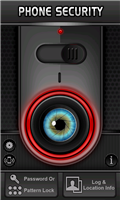 PHONE SECURITY
Password Or
Pattern Lock
Log &
Location Info